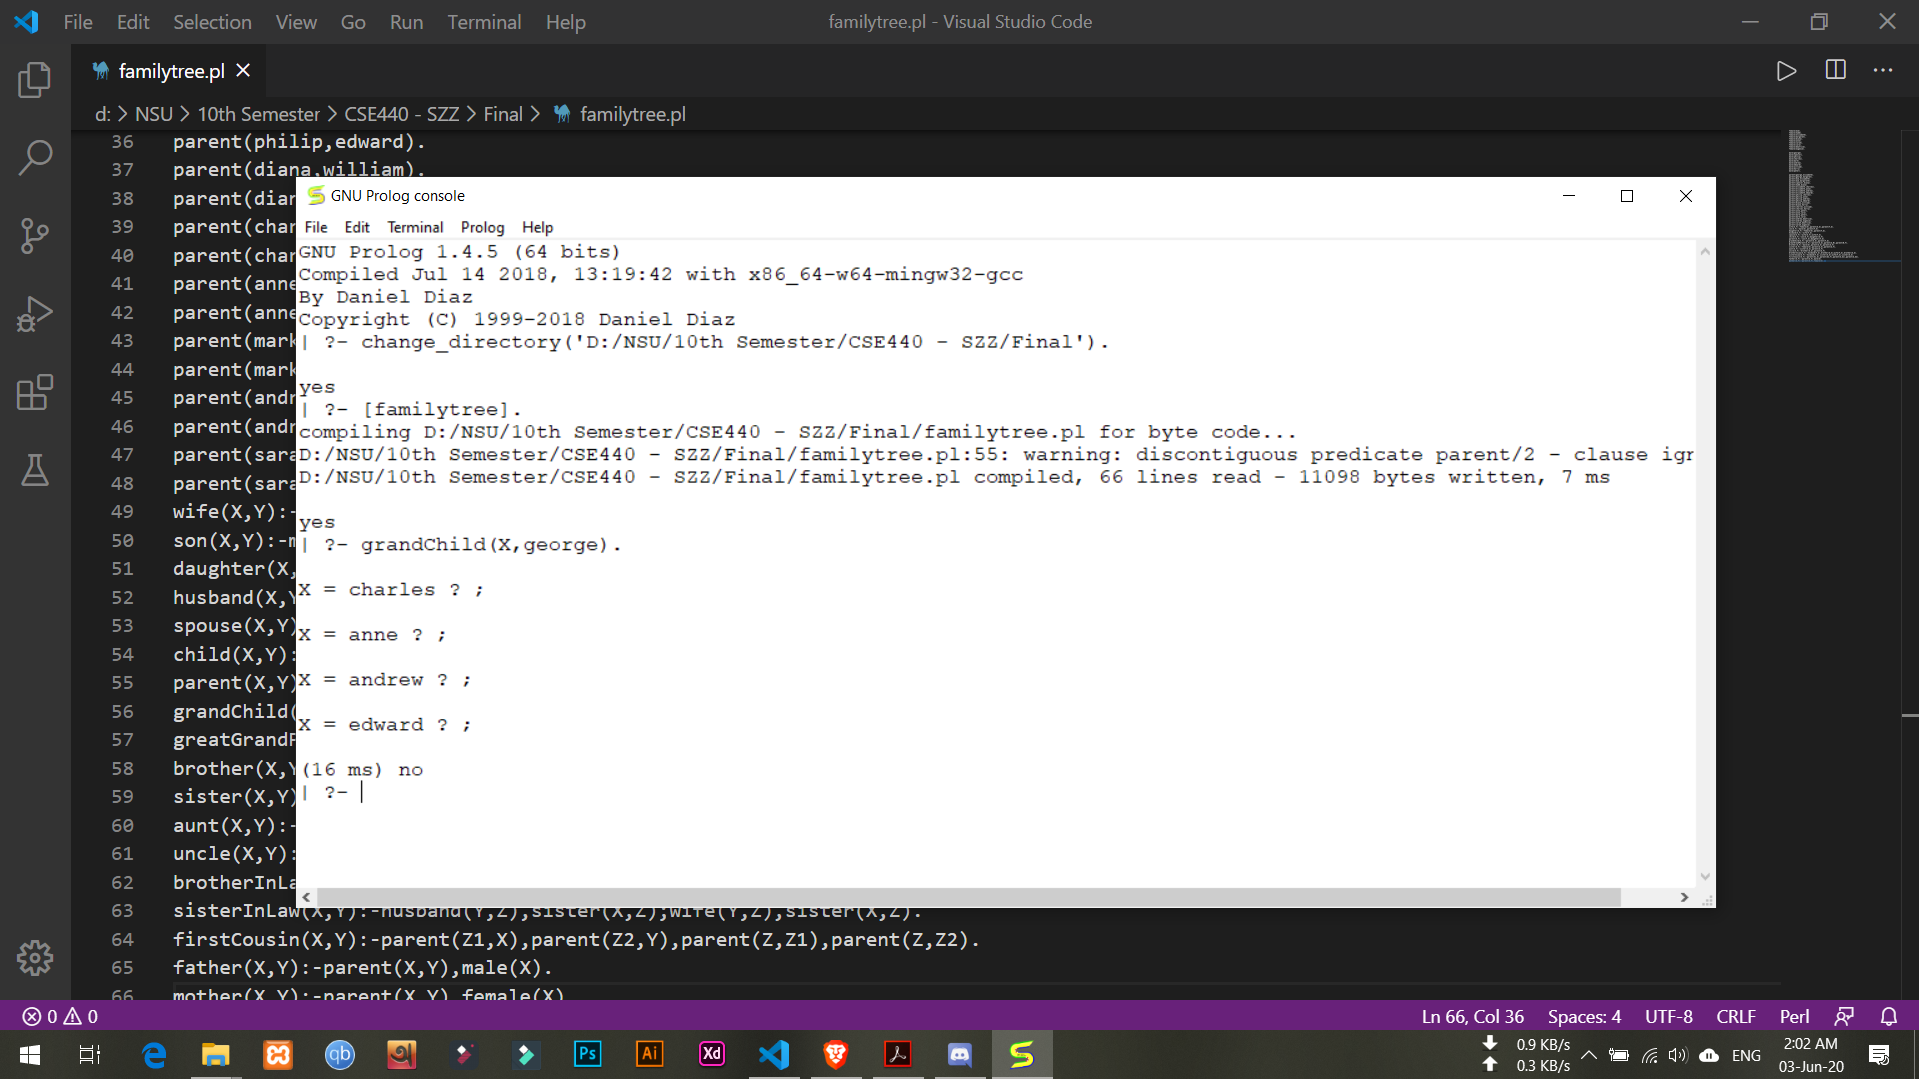 File Edit Selection View Go Run Terminal Help familytree.pl - Visual Studio Code
familytree.pl
d: > NSU > 10th Semester > CSE440 - SZZ > Final > familytree.pl
36 parent(philip,edward).
37 parent(diana,william).
38 parent(diar
39 parent(char
40 parent(char
41 parent(anne
42 parent(anne
43 parent(mark
44 parent(mark
45 parent(andr
46 parent(andr
47 parent(sara
48 parent(sara
49 wife(X,Y):-
50 son(X,Y):-m
51 daughter(X,
52 husband(X,Y
53 spouse(X,Y)
54 child(X,Y):
55 parent(X,Y)
56 grandChild(
57 greatGrandP
58 brother(X,Y
59 sister(X,Y)
60 aunt(X,Y):-
61 uncle(X,Y):
62 brotherInLa
63 sisterInLaw(X,Y):-husband(Y,Z),sister(X,Z);wife(Y,Z),sister(X,Z).
64 firstCousin(X,Y):-parent(Z1,X),parent(Z2,Y),parent(Z,Z1),parent(Z,Z2).
65 father(X,Y):-parent(X,Y),male(X).
66 mother(X,Y):-parent(X,Y),female(X)
GNU Prolog console
File Edit Terminal Prolog Help
GNU Prolog 1.4.5 (64 bits)
Compiled Jul 14 2018, 13:19:42 with x86_64-w64-mingw32-gcc
By Daniel Diaz
Copyright (C) 1999-2018 Daniel Diaz
| ?- change_directory('D:/NSU/10th Semester/CSE440 - SZZ/Final').
yes
| ?- [familytree].
compiling D:/NSU/10th Semester/CSE440 - SZZ/Final/familytree.pl for byte code...
D:/NSU/10th Semester/CSE440 - SZZ/Final/familytree.pl:55: warning: discontiguous predicate parent/2 - clause igr
D:/NSU/10th Semester/CSE440 - SZZ/Final/familytree.pl compiled, 66 lines read - 11098 bytes written, 7 ms
yes
| ?- grandChild(X,george).
X = charles ? ;
X = anne ? ;
X = andrew ? ;
X = edward ? ;
(16 ms) no
| ?-
0 0 Ln 66, Col 36 Spaces: 4 UTF-8 CRLF Perl
qb Ps Ai Xd
0.9 KB/s
0.3 KB/s
ENG
2:02 AM
03-Jun-20